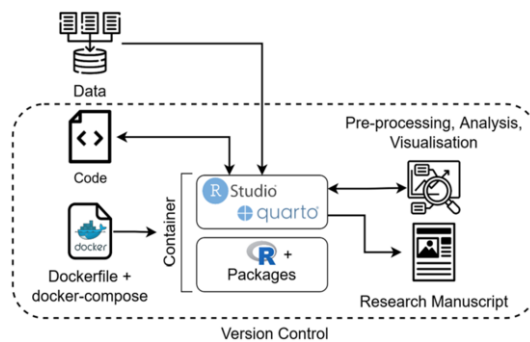 Data
Code
Dockerfile +
docker-compose
docker
Container
R Studio
quarto
R +
Packages
Pre-processing, Analysis,
Visualisation
Research Manuscript
Version Control